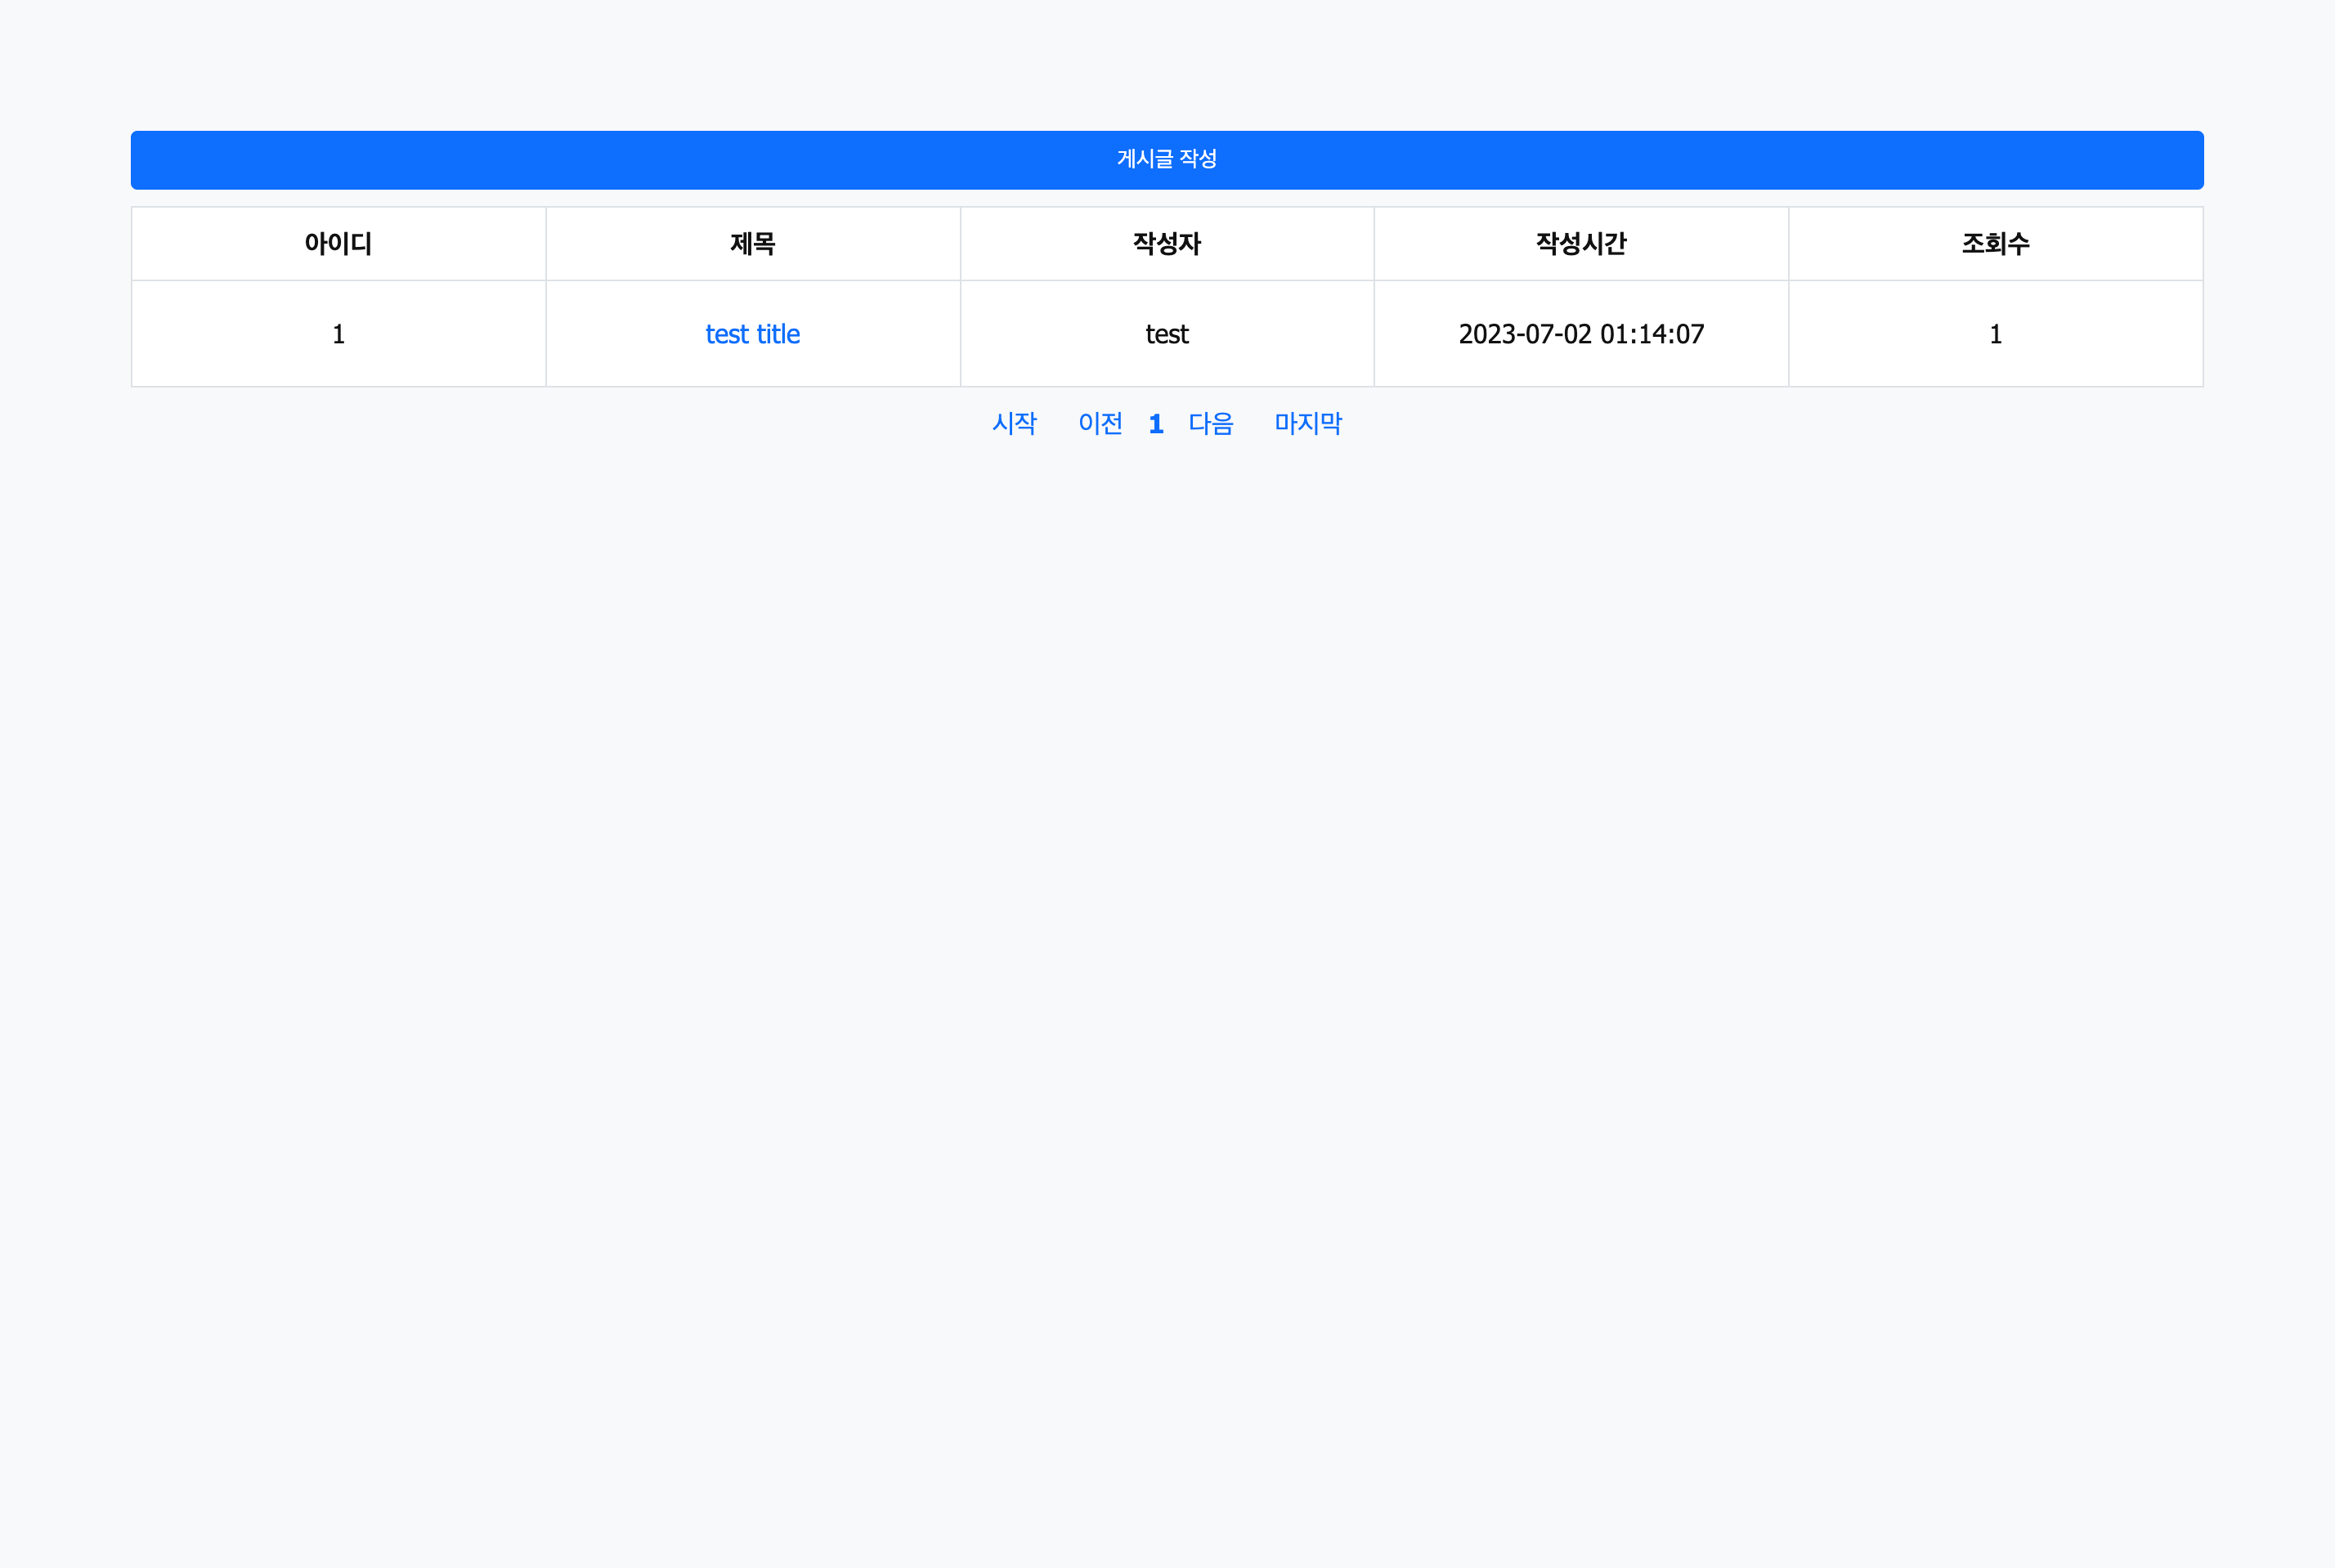 게시글 작성
아이디 제목 작성자 작성시간 조회수
1 test title test 2023-07-02 01:14:07 1
시작 이전 1 다음 마지막